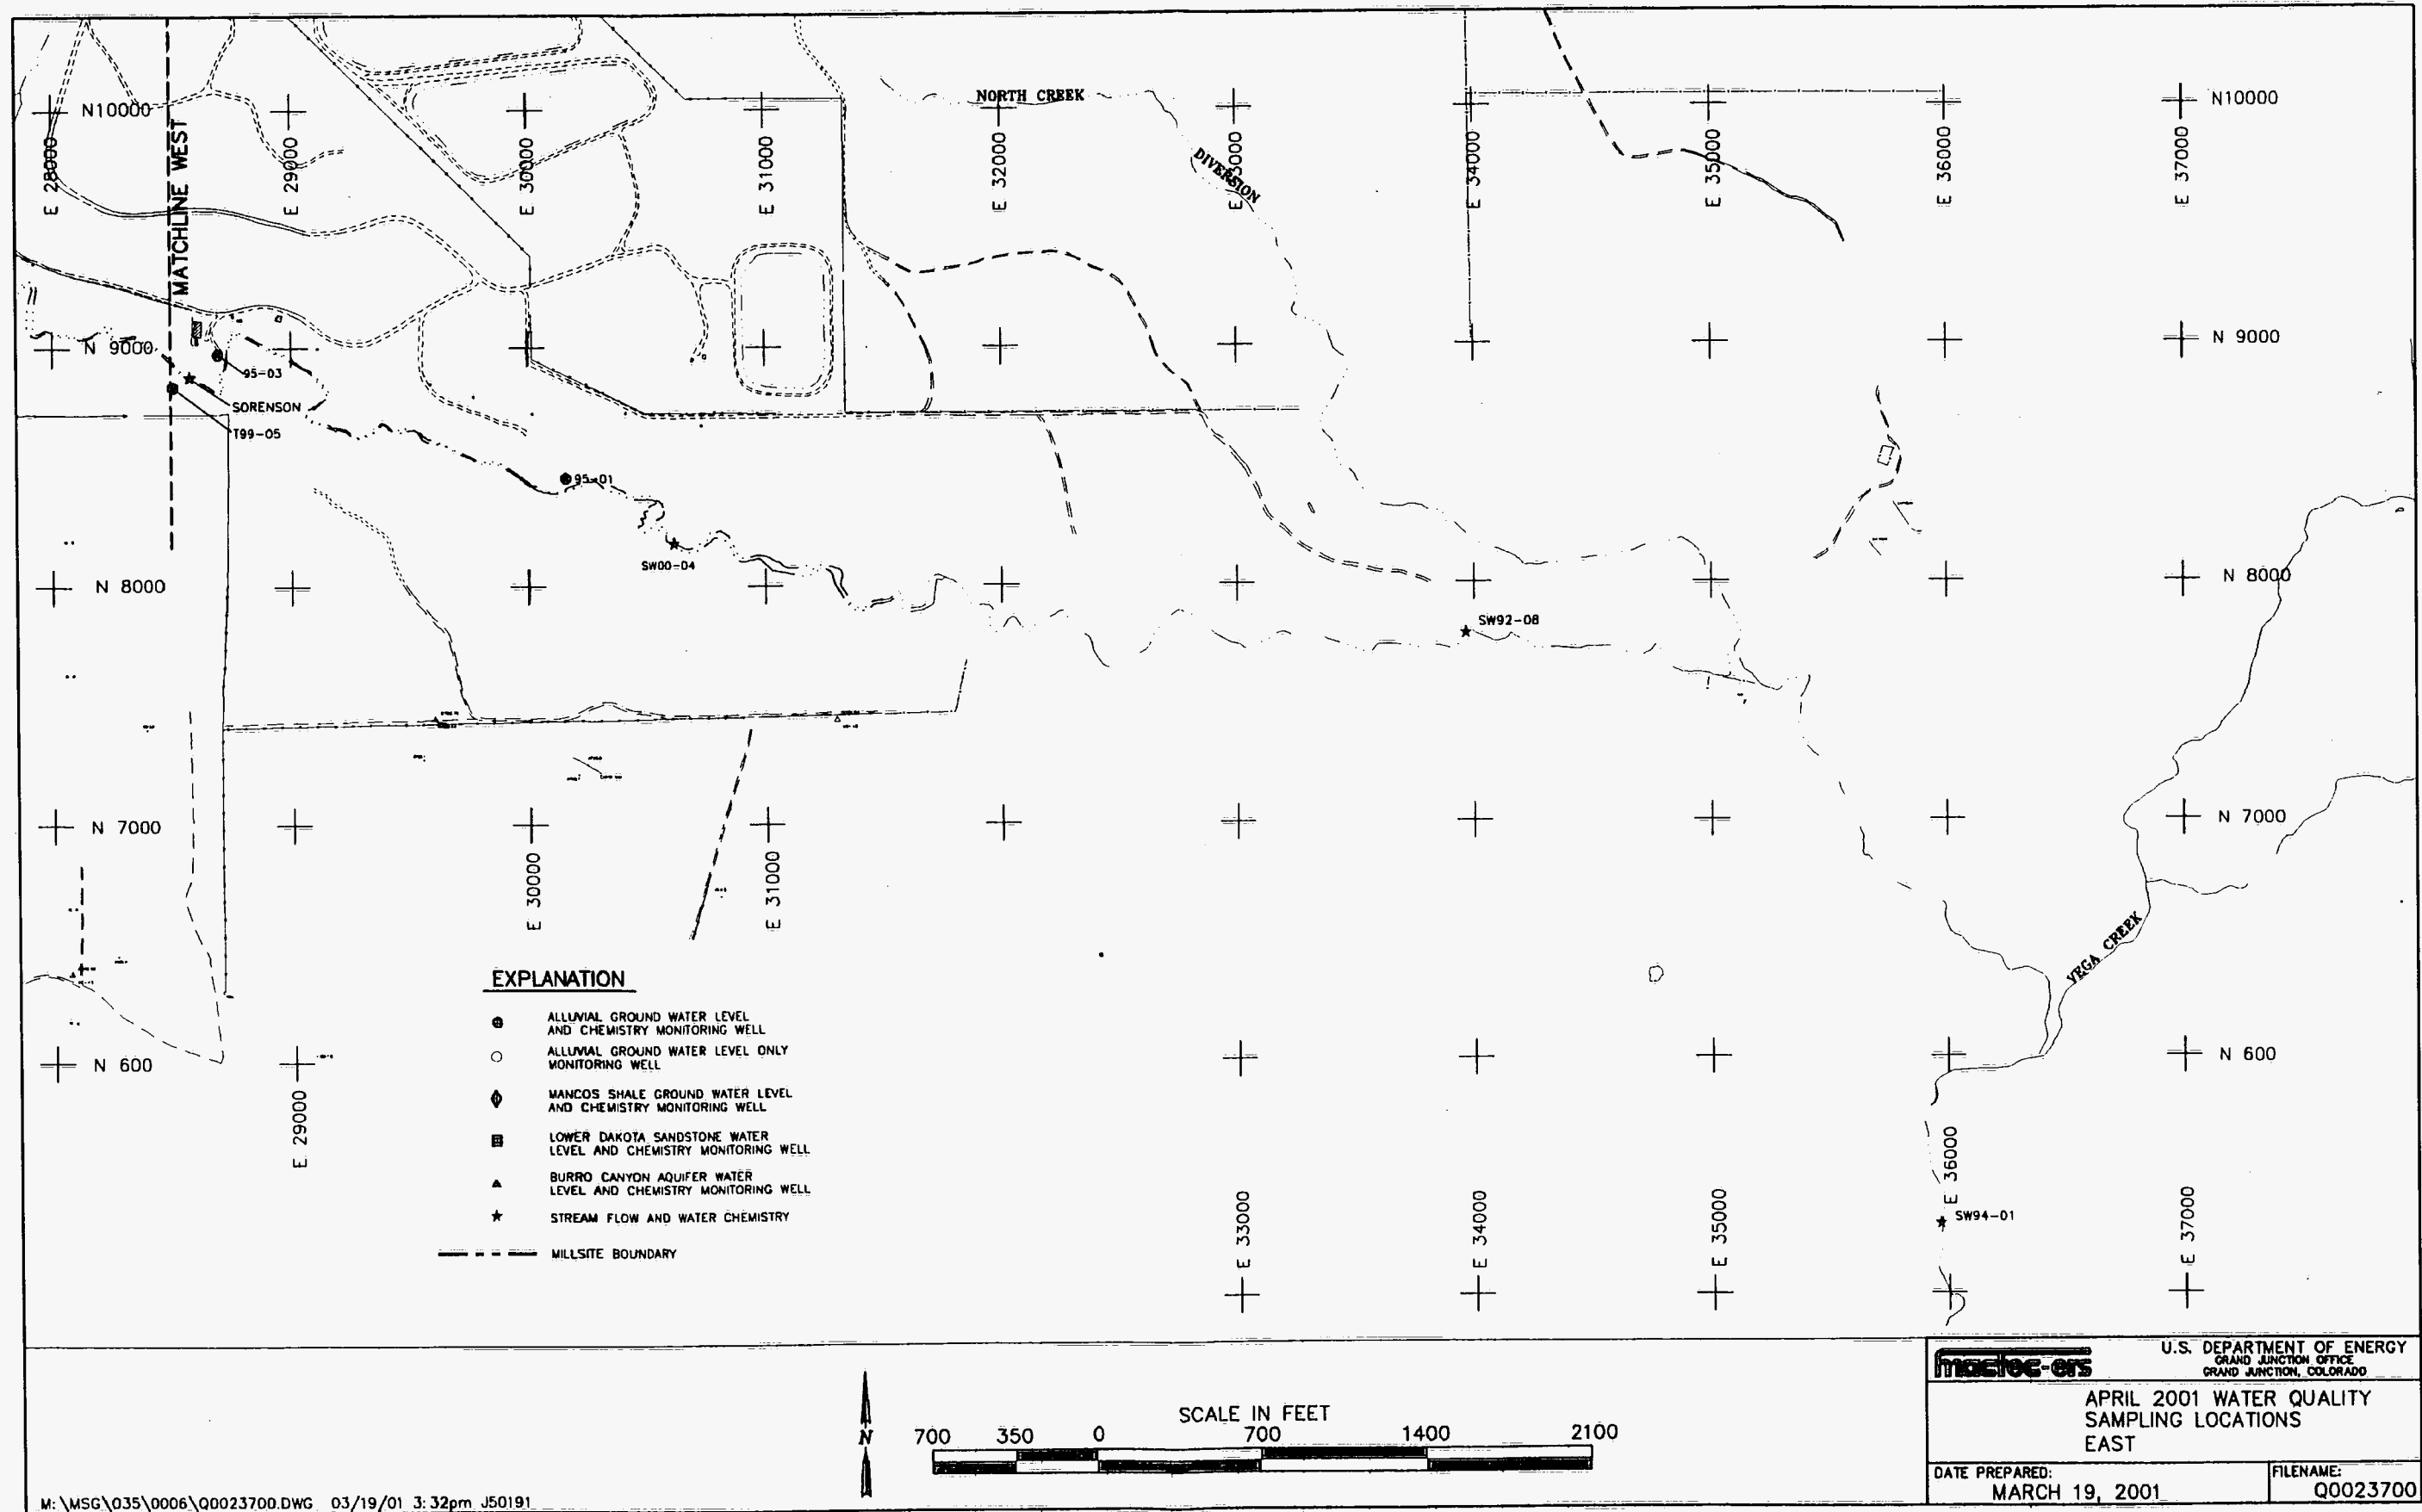 N10000
NORTH CREEK
N10000
E 28000
MATCHLINE WEST
E 29000
E 30000
E 31000
E 32000
DIVERSION
E 34000
E 35000
E 36000
E 37000
N 9000
N 9000
95-03
SORENSON
T99-05
95-01
SW00-04
N 8000
N 8000
SW92-08
N 7000
N 7000
E 30000
E 31000
VEGA CREEK
N 600
N 600
E 29000
EXPLANATION
ALLUVIAL GROUND WATER LEVEL
AND CHEMISTRY MONITORING WELL
ALLUVIAL GROUND WATER LEVEL ONLY
MONITORING WELL
MANCOS SHALE GROUND WATER LEVEL
AND CHEMISTRY MONITORING WELL
LOWER DAKOTA SANDSTONE WATER
LEVEL AND CHEMISTRY MONITORING WELL
BURRO CANYON AQUIFER WATER
LEVEL AND CHEMISTRY MONITORING WELL
STREAM FLOW AND WATER CHEMISTRY
MILLSITE BOUNDARY
E 33000
E 34000
E 35000
E 36000
SW94-01
E 37000
N
SCALE IN FEET
700 350 0 700 1400 2100
mactec-ers
U.S. DEPARTMENT OF ENERGY
GRAND JUNCTION OFFICE
GRAND JUNCTION, COLORADO
APRIL 2001 WATER QUALITY
SAMPLING LOCATIONS
EAST
DATE PREPARED:
MARCH 19, 2001
FILENAME:
Q0023700
M:\MSG\035\0006\Q0023700.DWG 03/19/01 3:32pm J50191